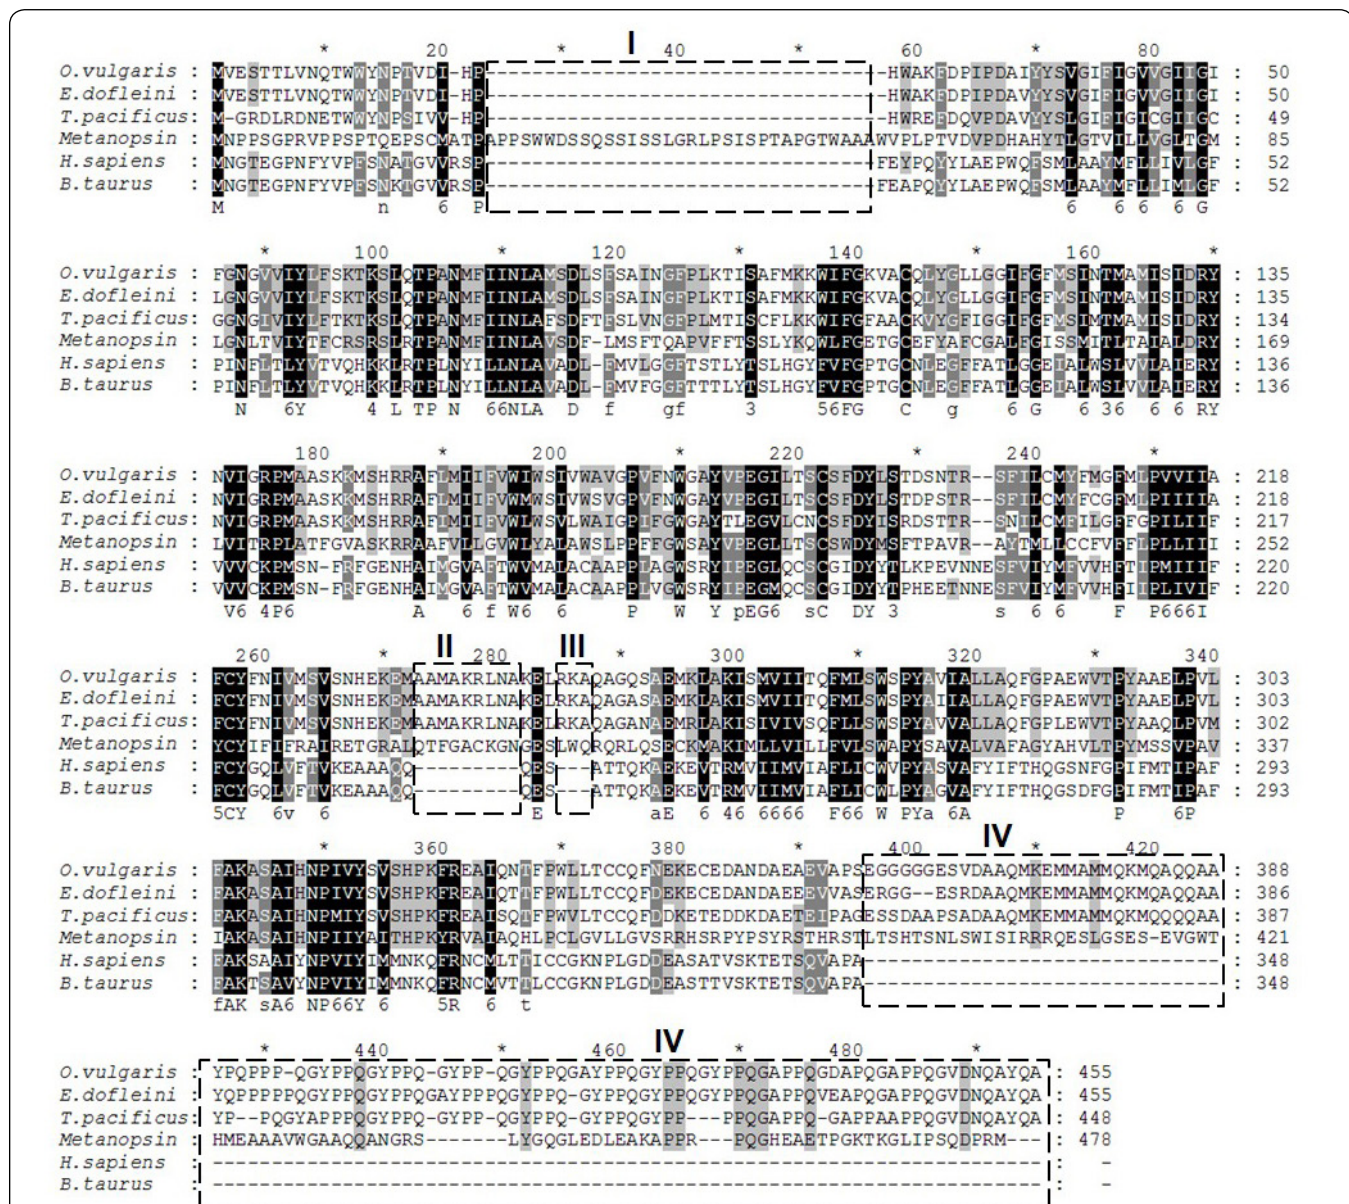 I
* 20 * 40 * 60 * 80
O.vulgaris : MVESTTLVNQTWWYNPTVDI-HP----------------------------------HWAKFDPIPDAIYYSVGIFIGVVGIIGI : 50
E.dofleini : MVESTTLVNQTWWYNPTVDI-HP----------------------------------HWAKFDPIPDAVYYSVGIFIGVVGIIGI : 50
T.pacificus: M-GRDLRDNETWWYNPSIVV-HP----------------------------------HWREFDQVPDAVYYSLGIFIGICGIIGC : 49
Metanopsin : MNPPSGPRVPPSPTQEPSCMATPAPPSWWDSSQSSISSLGRLPSISPTAPGTWAAAWVPLPTVDVPDHAHYTLGTVILLVGLTGM : 85
H.sapiens : MNGTEGPNFYVPFSNATGVVRSP---------------------------------FEYPQYYLAEPWQFSMLAAYMFLLIVLGF : 52
B.taurus : MNGTEGPNFYVPFSNKTGVVRSP---------------------------------FEAPQYYLAEPWQFSMLAAYMFLLIMLGF : 52
M n 6 P 6 6 6 6 G
* 100 * 120 * 140 * 160 *
O.vulgaris : FGNGVVIYLFSKTKSLQTPANMFIINLAMSDLSFSAINGFPLKTISAFMKKWIFGKVACQLYGLLGGIFGFMSINTMAMISIDRY : 135
E.dofleini : LGNGVVIYLFSKTKSLQTPANMFIINLAMSDLSFSAINGFPLKTISAFMKKWIFGKVACQLYGLLGGIFGFMSINTMAMISIDRY : 135
T.pacificus: GGNGIVIYLFTKTKSLQTPANMFIINLAFSDFTFSLVNGFPLMTISCFLKKWIFGFAACKVYGFIGGIFGFMSIMTMAMISIDRY : 134
Metanopsin : LGNLTVIYTFCRSRSLRTPANMFIINLAVSDF-LMSFTQAPVFFTSSLYKQWLFGETGCEFYAFCGALFGISSMITLTAIALDRY : 169
H.sapiens : PINFLTLYVTVQHKKLRTPLNYILLNLAVADLF-MVLGGFTSTLYTSLHGYFVFGPTGCNLEGFFATLGGEIALWSLVVLAIERY : 136
B.taurus : PINFLTLYVTVQHKKLRTPLNYILLNLAVADLF-MVFGGFTTTLYTSLHGYFVFGPTGCNLEGFFATLGGEIALWSLVVLAIERY : 136
N 6Y 4 L TP N 66NLA D f gf 3 56FG C g 6 G 6 36 6 6 RY
180 * 200 * 220 * 240 *
O.vulgaris : NVIGRPMAASKKMSHRRAFLMIIFVWIWSIVWAVGPVFNWGAYVPEGILTSCSFDYLSTDSNTR--SFILCMYFMGFMLPVVIIA : 218
E.dofleini : NVIGRPMAASKKMSHRRAFLMIIFVWMWSIVWSVGPVFNWGAYVPEGILTSCSFDYLSTDPSTR--SFILCMYFCGFMLPIIIIA : 218
T.pacificus: NVIGRPMAASKKMSHRRAFIMIIFVWLWSVLWAIGPIFGWGAYTLEGVLCNCSFDYISRDSTTR--SNILCMFILGFFGPILIIF : 217
Metanopsin : LVITRPLATFGVASKRRAAFVLLGVWLYALAWSLPPFFGWSAYVPEGLLTSCSWDYMSFTPAVR--AYTMLLCCFVFFLPLLIII : 252
H.sapiens : VVVCKPMSN-FRFGENHAIMGVAFTWVMALACAAPPLAGWSRYIPEGLQCSCGIDYYTLKPEVNNESFVIYMFVVHFTIPMIIIF : 220
B.taurus : VVVCKPMSN-FRFGENHAIMGVAFTWVMALACAAPPLVGWSRYIPEGMQCSCGIDYYTPHEETNNESFVIYMFVVHFIIPLIVIF : 220
V6 4P6 A 6 f W6 6 P W Y pEG6 sC DY 3 s 6 6 F P666I
II III
260 * 280 * 300 * 320 * 340
O.vulgaris : FCYFNIVMSVSNHEKEMAAMAKRLNAKELRKAQAGQSAEMKLAKISMVIITQFMLSWSPYAVIALLAQFGPAEWVTPYAAELPVL : 303
E.dofleini : FCYFNIVMSVSNHEKEMAAMAKRLNAKELRKAQAGASAEMKLAKISMVIITQFMLSWSPYAIIALLAQFGPAEWVTPYAAELPVL : 303
T.pacificus: FCYFNIVMSVSNHEKEMAAMAKRLNAKELRKAQAGANAEMRLAKISIVIVSQFLLSWSPYAVVALLAQFGPLEWVTPYAAQLPVM : 302
Metanopsin : YCYIFIFRAIRETGRALQTFGACKGNGESLWQRQRLQSECKMAKIMLLVILLFVLSWAPYSAVALVAFAGYAHVLTPYMSSVPAV : 337
H.sapiens : FCYGQLVFTVKEAAAQQ---------QES---ATTQKAEKEVTRMVIIMVIAFLICWVPYASVAFYIFTHQGSNFGPIFMTIPAF : 293
B.taurus : FCYGQLVFTVKEAAAQQ---------QES---ATTQKAEKEVTRMVIIMVIAFLICWLPYAGVAFYIFTHQGSDFGPIFMTIPAF : 293
5CY 6v 6 E aE 6 46 6666 F66 W PYa 6A P 6P
IV
* 360 * 380 * 400 * 420
O.vulgaris : FAKASAIHNPIVYSVSHPKFREAIQNTFPWLLTCCQFNEKECEDANDAEAEVAPSEGGGGGESVDAAQMKEMMAMMQKMQAQQAA : 388
E.dofleini : FAKASAIHNPIVYSVSHPKFREAIQTTFPWLLTCCQFDEKECEDANDAEEEVVASERGG--ESRDAAQMKEMMAMMQKMQAQQAA : 386
T.pacificus: FAKASAIHNPMIYSVSHPKFREAISQTFPWVLTCCQFDDKETEDDKDAETEIPAGESSDAAPSADAAQMKEMMAMMQKMQQQQAA : 387
Metanopsin : IAKASAIHNPIIYAITHPKYRVAIAQHLPCLGVLLGVSRRHSRPYPSYRSTHRSTLTSHTSNLSWISIRRRQESLGSES-EVGWT : 421
H.sapiens : FAKSAAIYNPVIYIMMNKQFRNCMLTTICCGKNPLGDDEASATVSKTETSQVAPA------------------------------ : 348
B.taurus : FAKTSAVYNPVIYIMMNKQFRNCMVTTLCCGKNPLGDDEASTTVSKTETSQVAPA------------------------------ : 348
fAK sA6 NP66Y 6 5R 6 t
IV
* 440 * 460 * 480 *
O.vulgaris : YPQPPP-QGYPPQGYPPQ-GYPP-QGYPPQGAYPPQGYPPQGYPPQGAPPQGDAPQGAPPQGVDNQAYQA : 455
E.dofleini : YQPPPPPQGYPPQGYPPQGAYPPPQGYPPQ-GYPPQGYPPQGYPPQGAPPQVEAPQGAPPQGVDNQAYQA : 455
T.pacificus: YP--PQGYAPPPQGYPPQ-GYPPQGYPPQG-YPPQGYP---PQGAPPQ-GAPPAAPPQGVDNQAYQA : 448
Metanopsin : HMEAAAVWGAAQQANGRS-------LYGQGLEDLEAKAPPR---PQGHEAETPGKTKGLIPSQDPRM--- : 478
H.sapiens : ---------------------------------------------------------------------- : -
B.taurus : ---------------------------------------------------------------------- : -